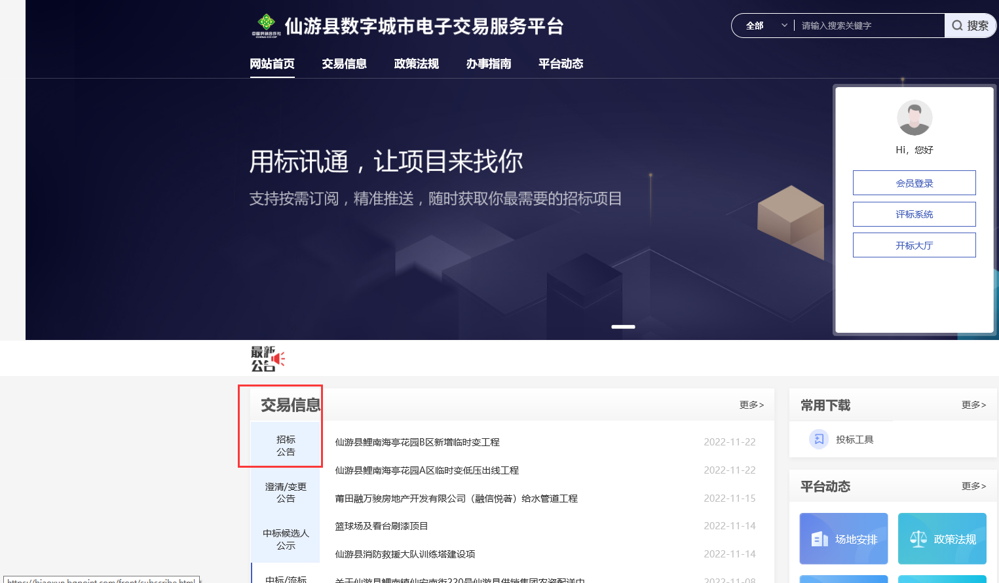 中国供销合作社
CHINA CO-OP
仙游县数字城市电子交易服务平台
全部
请输入搜索关键字
搜索
网站首页
交易信息
政策法规
办事指南
平台动态
用标讯通，让项目来找你
支持按需订阅，精准推送，随时获取你最需要的招标项目
Hi，您好
会员登录
评标系统
开标大厅
最新
公告
交易信息
更多>
招标
公告
澄清/变更
公告
中标候选人
公示
中标/流标
仙游县鲤南海亭花园B区新增临时变工程 2022-11-22
仙游县鲤南海亭花园A区临时变低压出线工程 2022-11-22
莆田融万骏房地产开发有限公司（融信悦著）给水管道工程 2022-11-15
篮球场及看台刷漆顶目 2022-11-14
仙游县消防救援大队训练塔建设项 2022-11-14
关于仙游县鲤南镇仙安南街220号仙游县供销集团农资配送中 2022-11-08
常用下载
更多>
投标工具
平台动态
更多>
场地安排
政策法规
https://biaoxun.bqpoint.com/front/subscribe.html